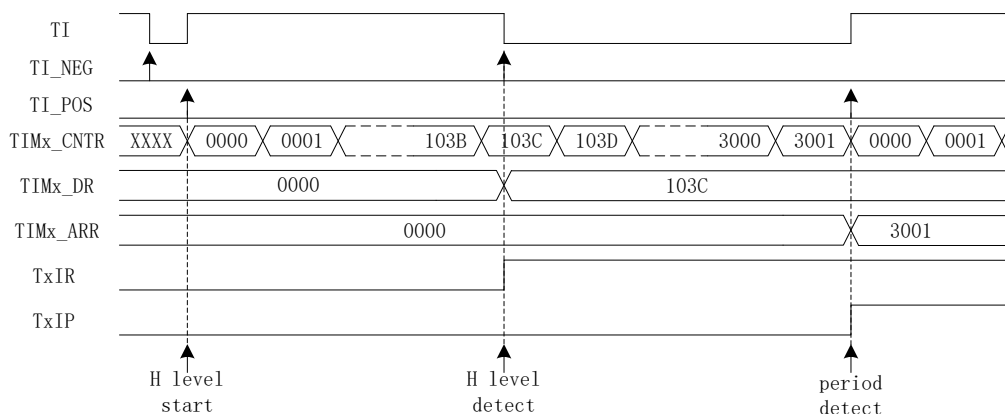 TI
TI_NEG
TI_POS
TIMx_CNTR XXXX 0000 0001 103B 103C 103D 3000 3001 0000 0001
TIMx_DR 0000 103C
TIMx_ARR 0000 3001
TxIR
TxIP
H level start
H level detect
period detect